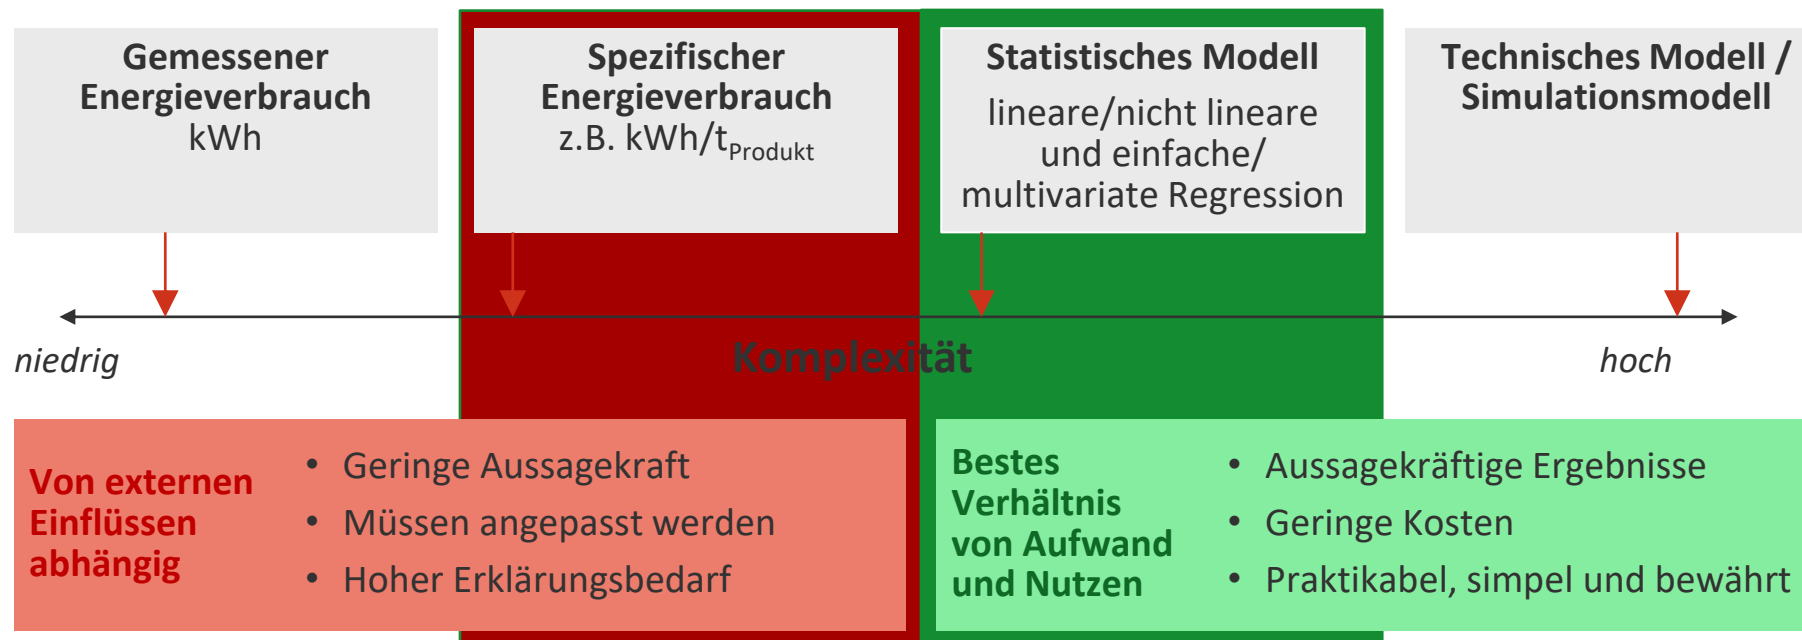 Gemessener
Energieverbrauch
kWh
Spezifischer
Energieverbrauch
z.B. kWh/t_Produkt
Statistisches Modell
lineare/nicht lineare
und einfache/
multivariate Regression
Technisches Modell /
Simulationsmodell
niedrig
Komplexität
hoch
Von externen
Einflüssen
abhängig
• Geringe Aussagekraft
• Müssen angepasst werden
• Hoher Erklärungsbedarf
Bestes
Verhältnis
von Aufwand
und Nutzen
• Aussagekräftige Ergebnisse
• Geringe Kosten
• Praktikabel, simpel und bewährt